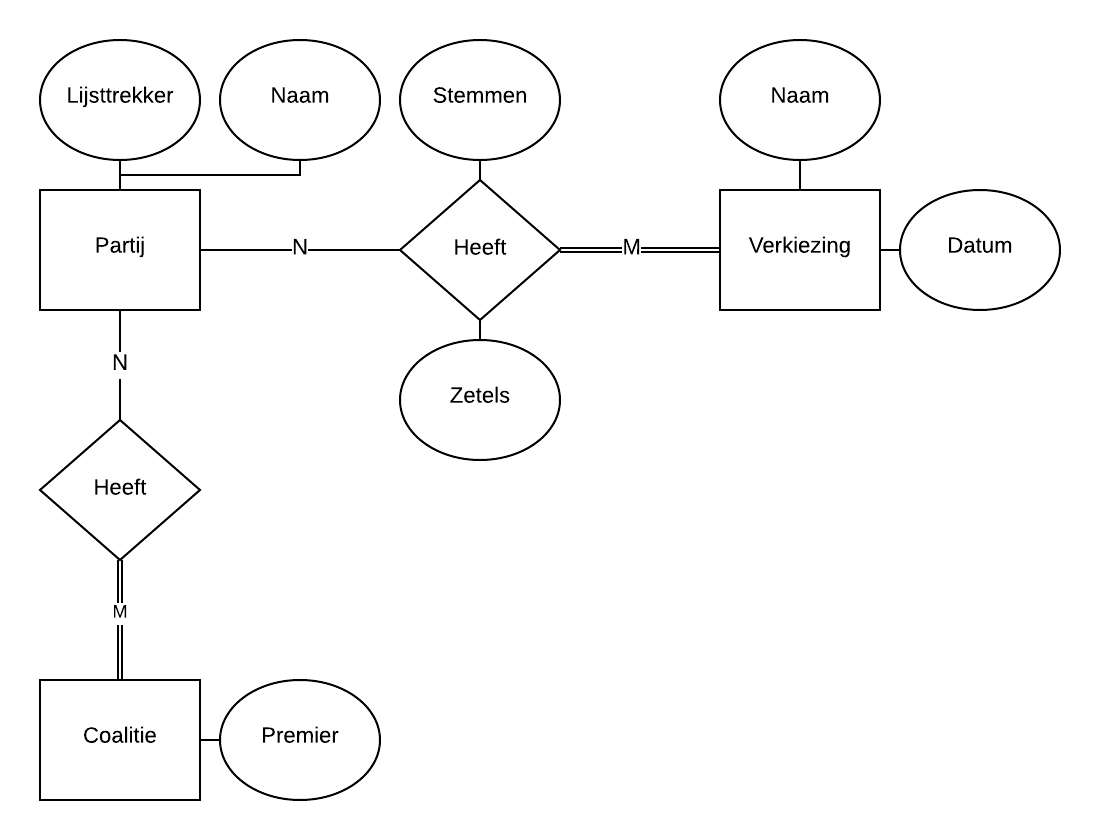 Lijsttrekker
Naam
Stemmen
Naam
Partij
N
Heeft
M
Verkiezing
Datum
N
Zetels
Heeft
M
Coalitie
Premier